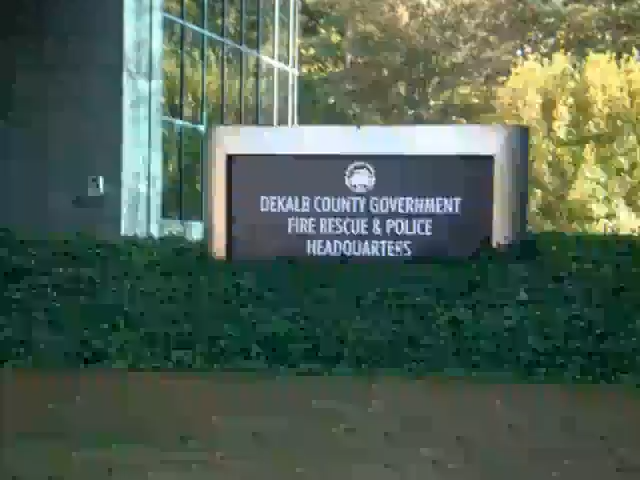 DEKALB COUNTY GOVERNMENT
FIRE RESCUE & POLICE
HEADQUARTERS